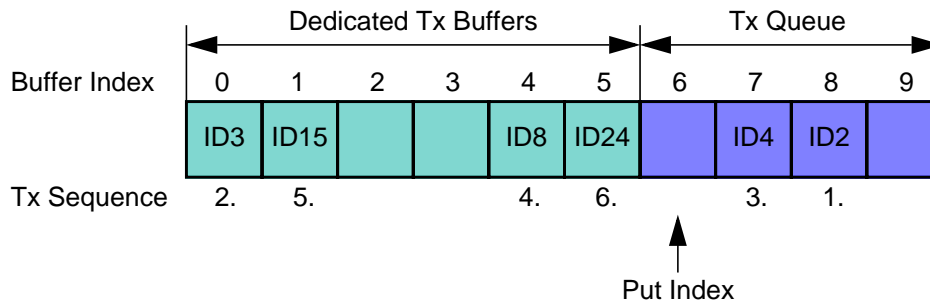 Dedicated Tx Buffers Tx Queue
Buffer Index 0 1 2 3 4 5 6 7 8 9
ID3 ID15 ID8 ID24 ID4 ID2
Tx Sequence 2. 5. 4. 6. 3. 1.
Put Index